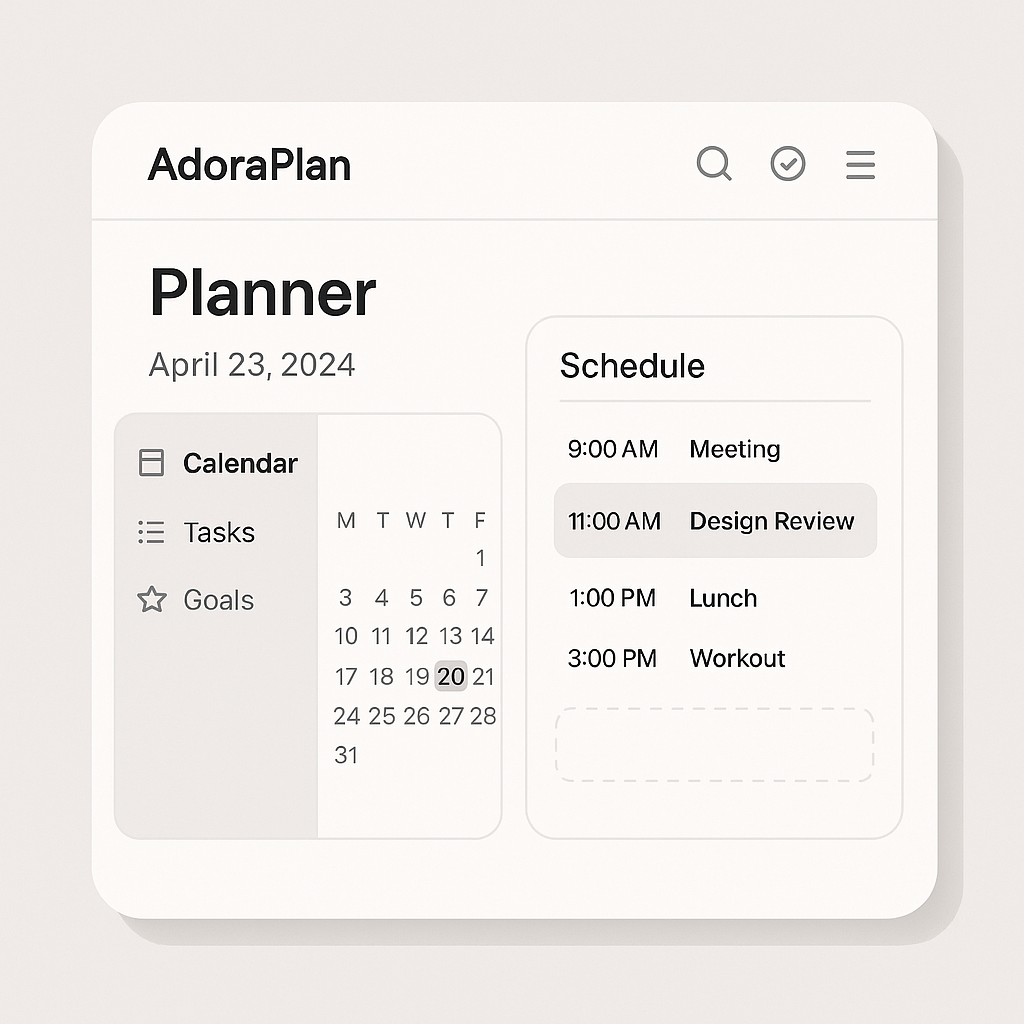 AdoraPlan
Planner
April 23, 2024
Calendar
Tasks
Goals
M T W T F
1
3 4 5 6 7
10 11 12 13 14
17 18 19 20 21
24 25 26 27 28
31
Schedule
9:00 AM Meeting
11:00 AM Design Review
1:00 PM Lunch
3:00 PM Workout